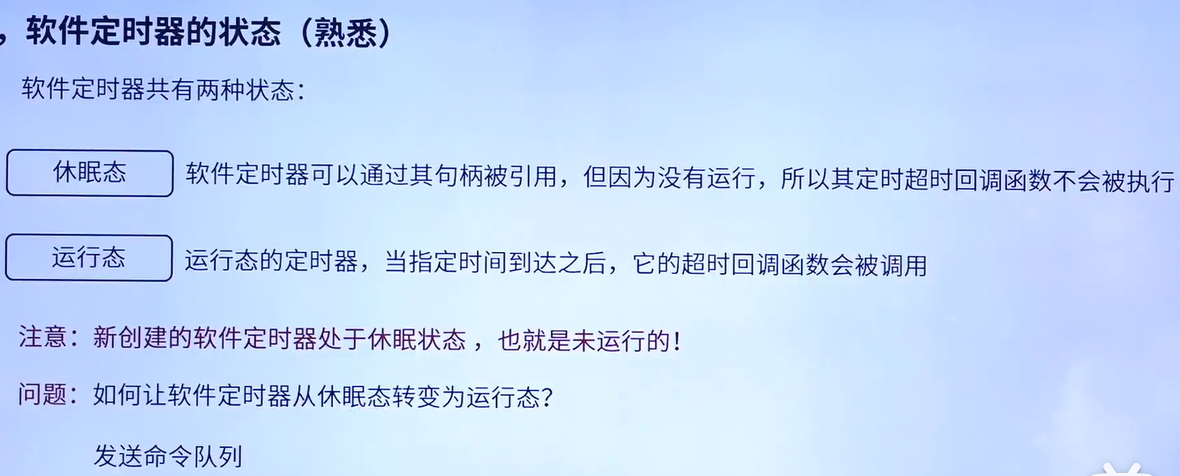 ，软件定时器的状态（熟悉）
软件定时器共有两种状态：
休眠态 软件定时器可以通过其句柄被引用，但因为没有运行，所以其定时超时回调函数不会被执行
运行态 运行态的定时器，当指定时间到达之后，它的超时回调函数会被调用
注意：新创建的软件定时器处于休眠状态 ，也就是未运行的！
问题：如何让软件定时器从休眠态转变为运行态？
发送命令队列